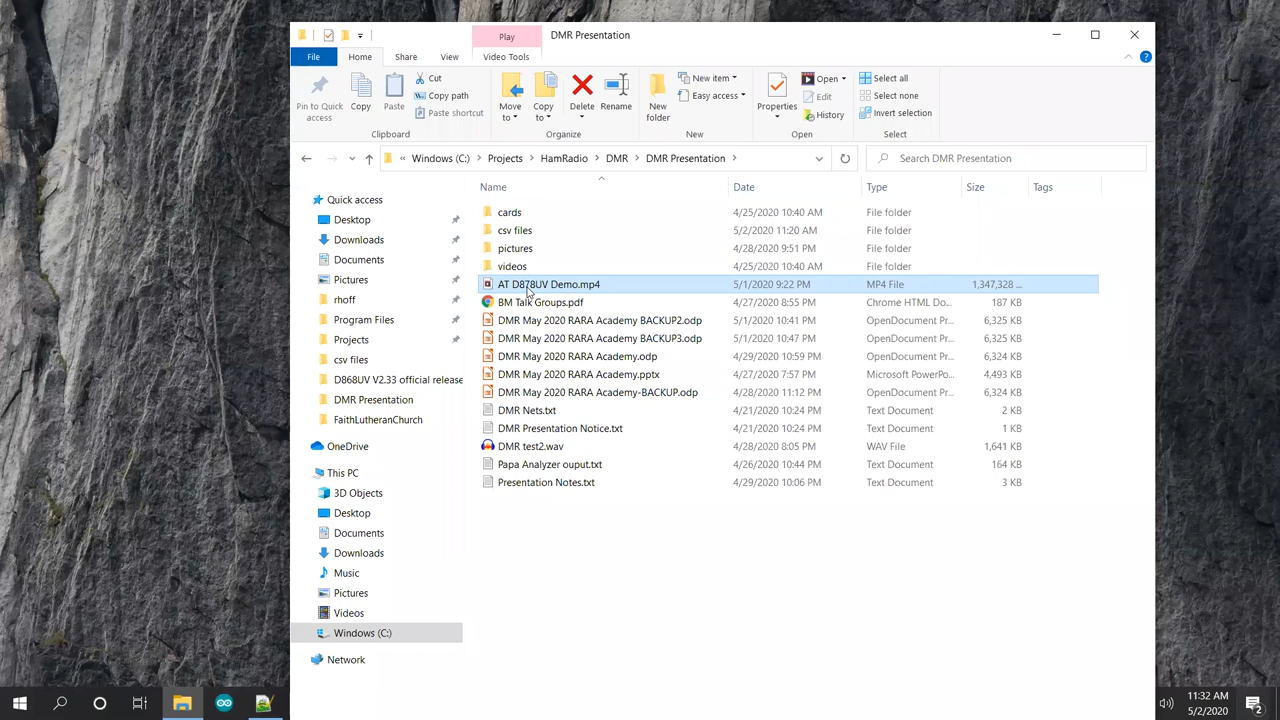 Play
DMR Presentation
File
Home
Share
View
Video Tools
Pin to Quick access
Copy
Paste
Cut
Copy path
Paste shortcut
Clipboard
Move to
Copy to
Delete
Rename
Organize
New folder
New item
Easy access
New
Properties
Open
Edit
History
Open
Select all
Select none
Invert selection
Select
« Windows (C:) > Projects > HamRadio > DMR > DMR Presentation >
Search DMR Presentation
Name Date Type Size Tags
cards 4/25/2020 10:40 AM File folder
csv files 5/2/2020 11:20 AM File folder
pictures 4/28/2020 9:51 PM File folder
videos 4/25/2020 10:40 AM File folder
AT D878UV Demo.mp4 5/1/2020 9:22 PM MP4 File 1,347,328 ...
BM Talk Groups.pdf 4/27/2020 8:55 PM Chrome HTML Do... 187 KB
DMR May 2020 RARA Academy BACKUP2.odp 5/1/2020 10:41 PM OpenDocument Pr... 6,325 KB
DMR May 2020 RARA Academy BACKUP3.odp 5/1/2020 10:47 PM OpenDocument Pr... 6,325 KB
DMR May 2020 RARA Academy.odp 4/29/2020 10:59 PM OpenDocument Pr... 6,324 KB
DMR May 2020 RARA Academy.pptx 4/27/2020 7:57 PM Microsoft PowerPo... 4,493 KB
DMR May 2020 RARA Academy-BACKUP.odp 4/28/2020 11:12 PM OpenDocument Pr... 6,324 KB
DMR Nets.txt 4/21/2020 10:24 PM Text Document 2 KB
DMR Presentation Notice.txt 4/21/2020 10:24 PM Text Document 1 KB
DMR test2.wav 4/28/2020 8:05 PM WAV File 1,641 KB
Papa Analyzer ouput.txt 4/26/2020 10:44 PM Text Document 164 KB
Presentation Notes.txt 4/29/2020 10:06 PM Text Document 3 KB
Quick access
Desktop
Downloads
Documents
Pictures
rhoff
Program Files
Projects
csv files
D868UV V2.33 official release
DMR Presentation
FaithLutheranChurch
OneDrive
This PC
3D Objects
Desktop
Documents
Downloads
Music
Pictures
Videos
Windows (C:)
Network
11:32 AM
5/2/2020
2